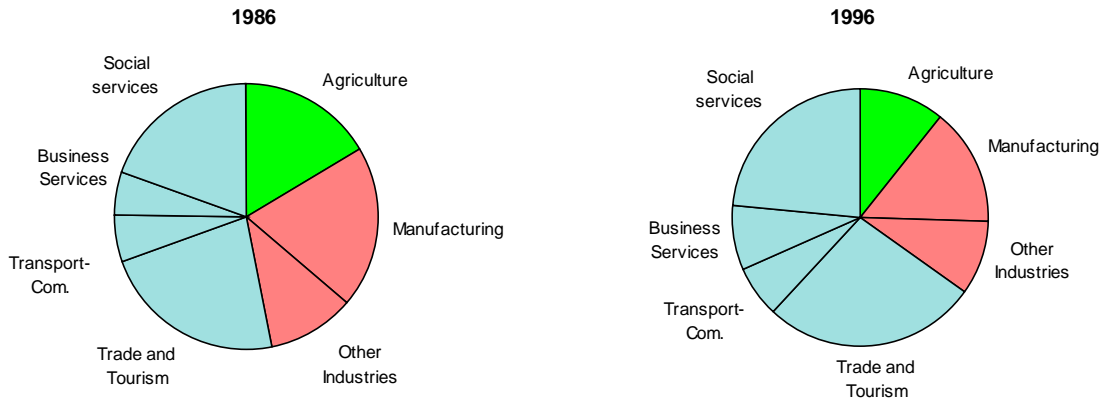 1986
Social
services
Agriculture
Business
Services
Manufacturing
Transport-
Com.
Trade and
Tourism
Other
Industries
1996
Social
services
Agriculture
Manufacturing
Business
Services
Other
Industries
Transport-
Com.
Trade and
Tourism